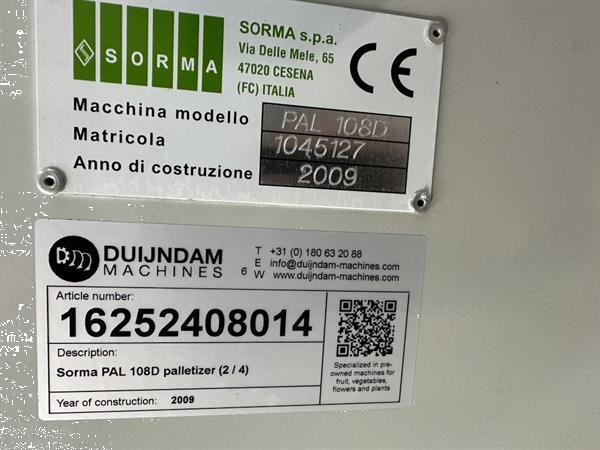 SORMA
SORMA s.p.a.
Via Delle Mele, 65
47020 CESENA
(FC) ITALIA
CE
Macchina modello PAL 108D
Matricola 1045127
Anno di costruzione 2009
DUIJNDAM
MACHINES
6
T +31 (0) 180 63 20 88
E info@duijndam-machines.com
W www.duijndam-machines.com
Article number:
16252408014
Description:
Sorma PAL 108D palletizer (2 / 4)
Year of construction: 2009
Specialized in pre-
owned machines for
fruit, vegetables,
flowers and plants